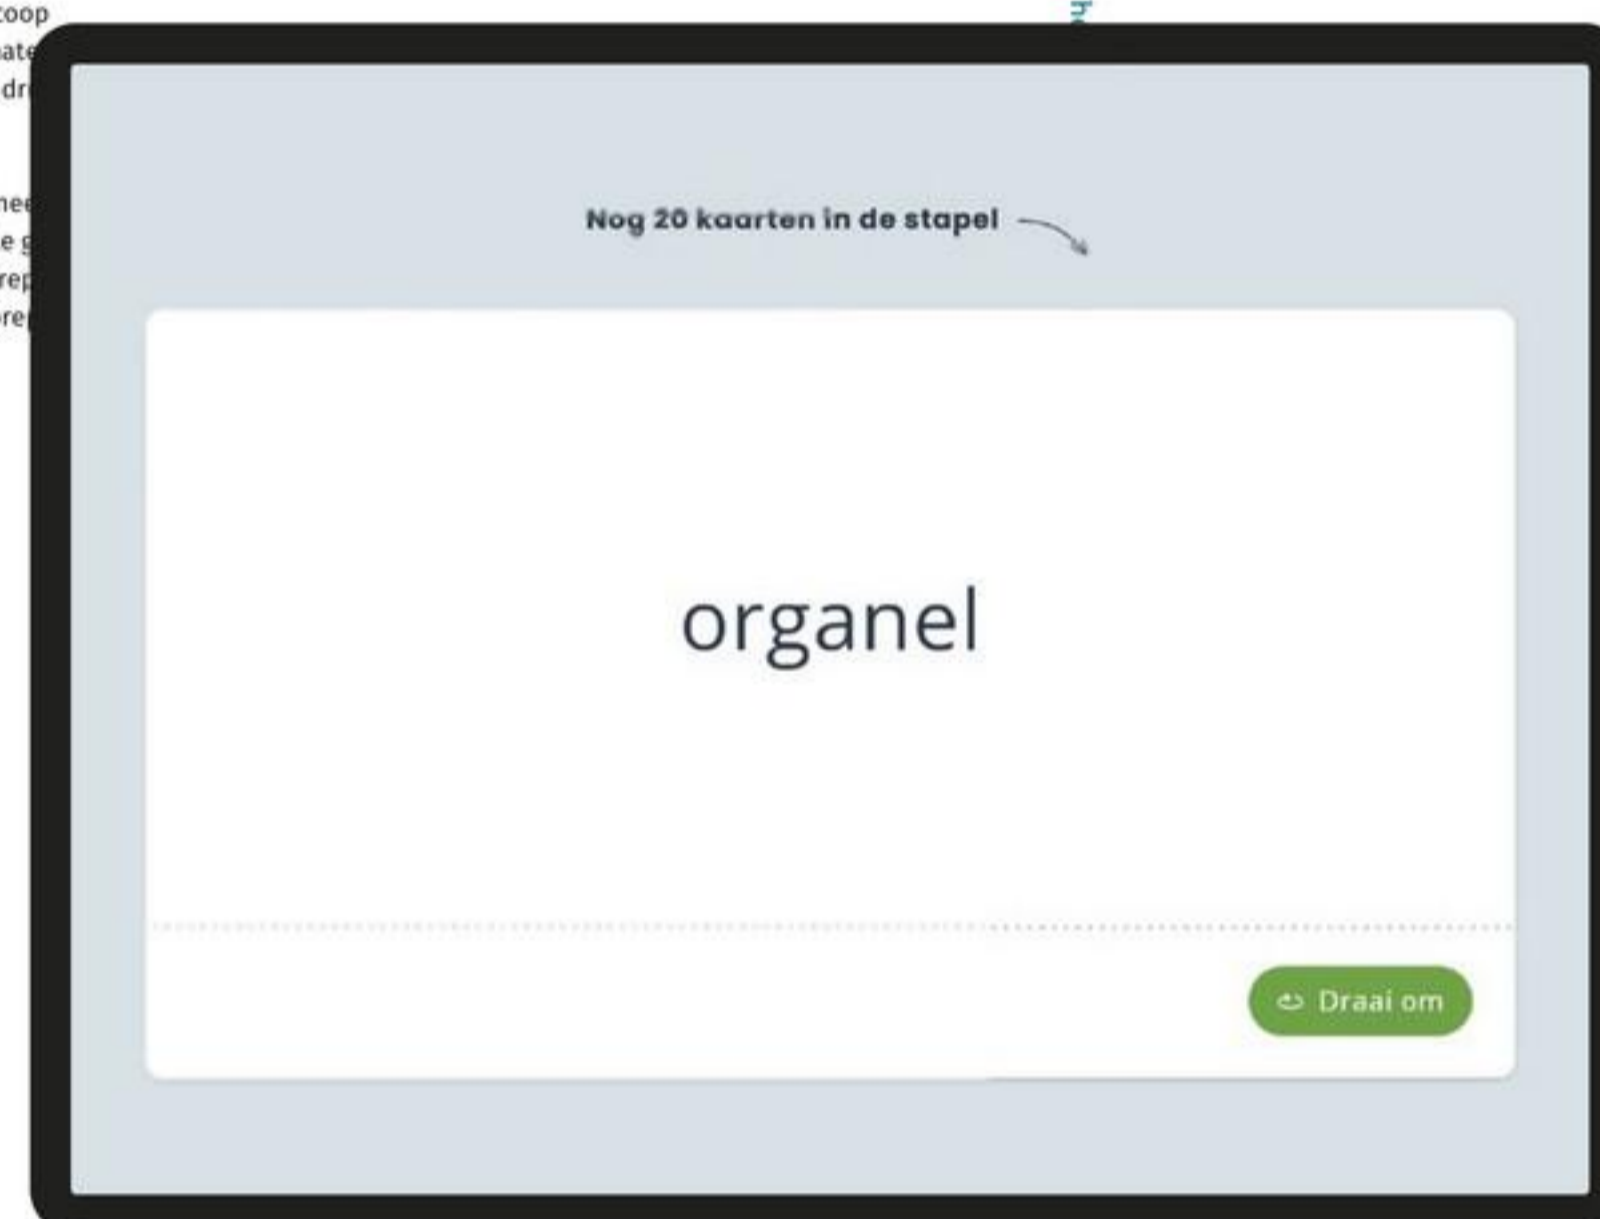 Nog 20 kaarten in de stapel
organel
Draai om